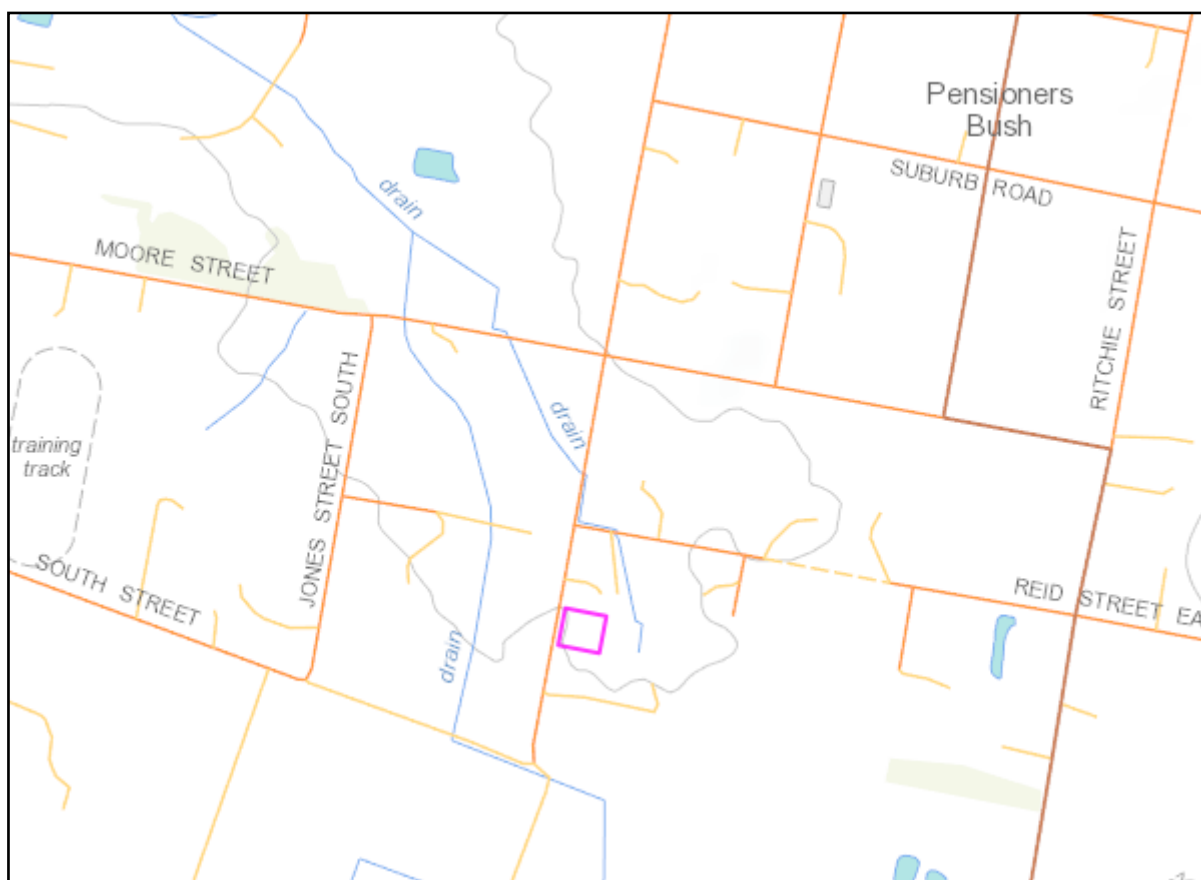 Pensioners
Bush
SUBURB ROAD
drain
MOORE STREET
RITCHIE STREET
JONES STREET SOUTH
drain
training
track
SOUTH STREET
REID STREET EA
drain